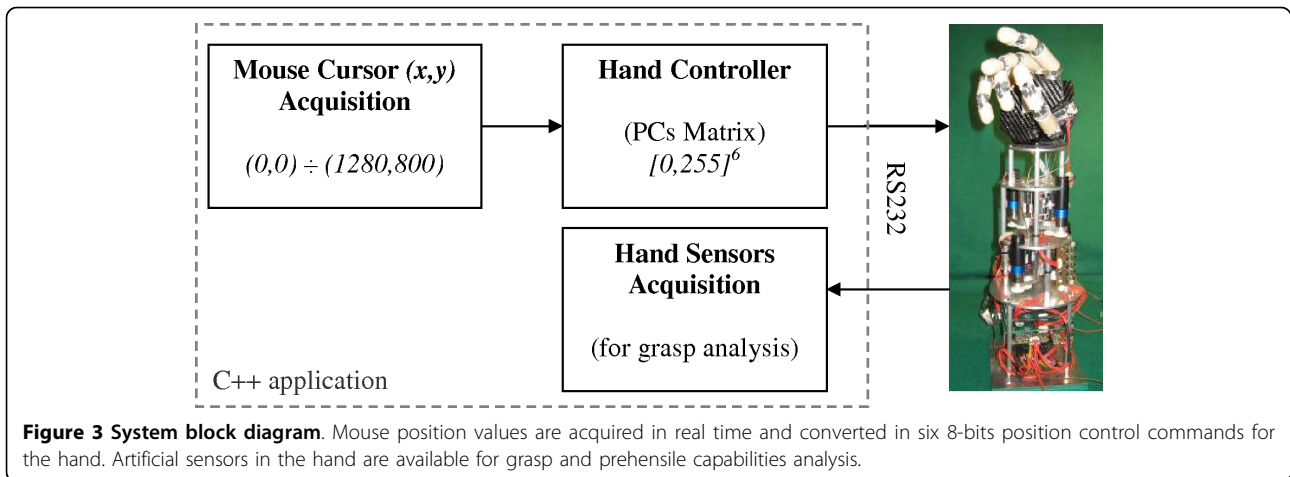 Mouse Cursor (x,y)
Acquisition
(0,0) ÷ (1280,800)
Hand Controller
(PCs Matrix)
[0,255]^6
RS232
Hand Sensors
Acquisition
(for grasp analysis)
C++ application
Figure 3 System block diagram. Mouse position values are acquired in real time and converted in six 8-bits position control commands for
the hand. Artificial sensors in the hand are available for grasp and prehensile capabilities analysis.